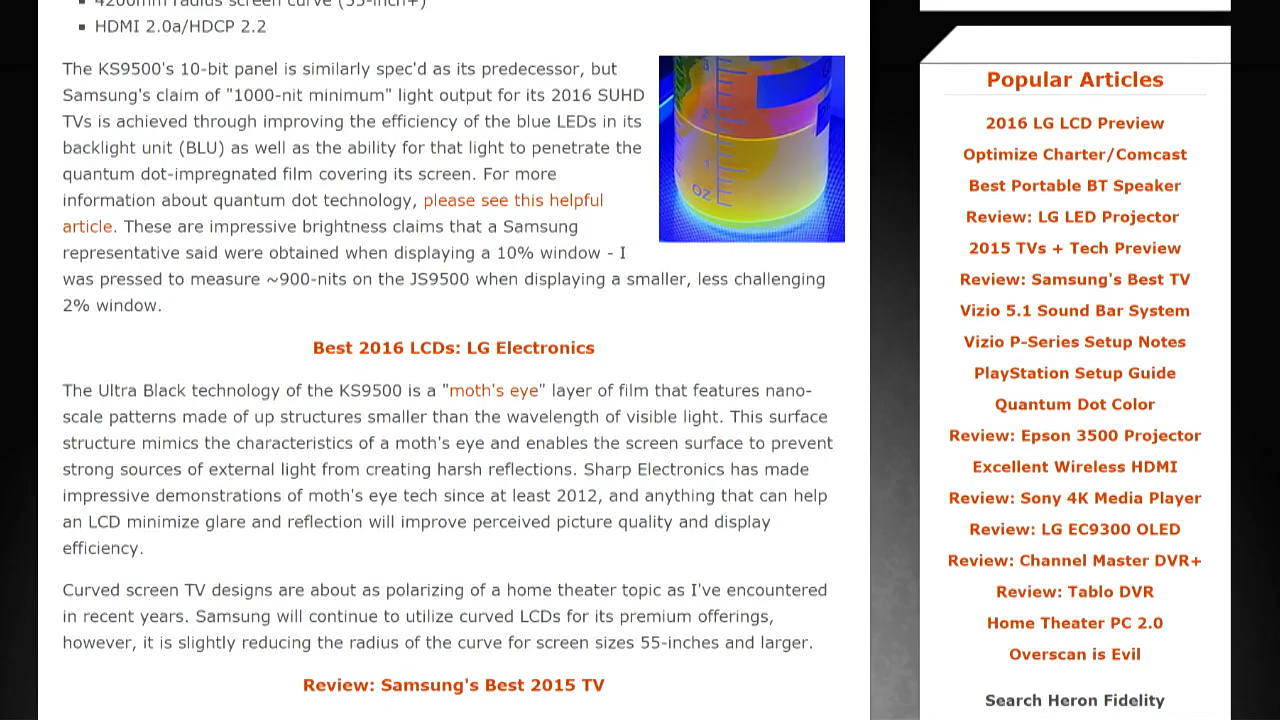 4200mm radius screen curve (55-inch+)
HDMI 2.0a/HDCP 2.2
The KS9500's 10-bit panel is similarly spec'd as its predecessor, but
Samsung's claim of "1000-nit minimum" light output for its 2016 SUHD
TVs is achieved through improving the efficiency of the blue LEDs in its
backlight unit (BLU) as well as the ability for that light to penetrate the
quantum dot-impregnated film covering its screen. For more
information about quantum dot technology, please see this helpful
article. These are impressive brightness claims that a Samsung
representative said were obtained when displaying a 10% window - I
was pressed to measure ~900-nits on the JS9500 when displaying a smaller, less challenging
2% window.
3
2
1
OZ
Best 2016 LCDs: LG Electronics
The Ultra Black technology of the KS9500 is a "moth's eye" layer of film that features nano-
scale patterns made of up structures smaller than the wavelength of visible light. This surface
structure mimics the characteristics of a moth's eye and enables the screen surface to prevent
strong sources of external light from creating harsh reflections. Sharp Electronics has made
impressive demonstrations of moth's eye tech since at least 2012, and anything that can help
an LCD minimize glare and reflection will improve perceived picture quality and display
efficiency.
Curved screen TV designs are about as polarizing of a home theater topic as I've encountered
in recent years. Samsung will continue to utilize curved LCDs for its premium offerings,
however, it is slightly reducing the radius of the curve for screen sizes 55-inches and larger.
Review: Samsung's Best 2015 TV
Popular Articles
2016 LG LCD Preview
Optimize Charter/Comcast
Best Portable BT Speaker
Review: LG LED Projector
2015 TVs + Tech Preview
Review: Samsung's Best TV
Vizio 5.1 Sound Bar System
Vizio P-Series Setup Notes
PlayStation Setup Guide
Quantum Dot Color
Review: Epson 3500 Projector
Excellent Wireless HDMI
Review: Sony 4K Media Player
Review: LG EC9300 OLED
Review: Channel Master DVR+
Review: Tablo DVR
Home Theater PC 2.0
Overscan is Evil
Search Heron Fidelity